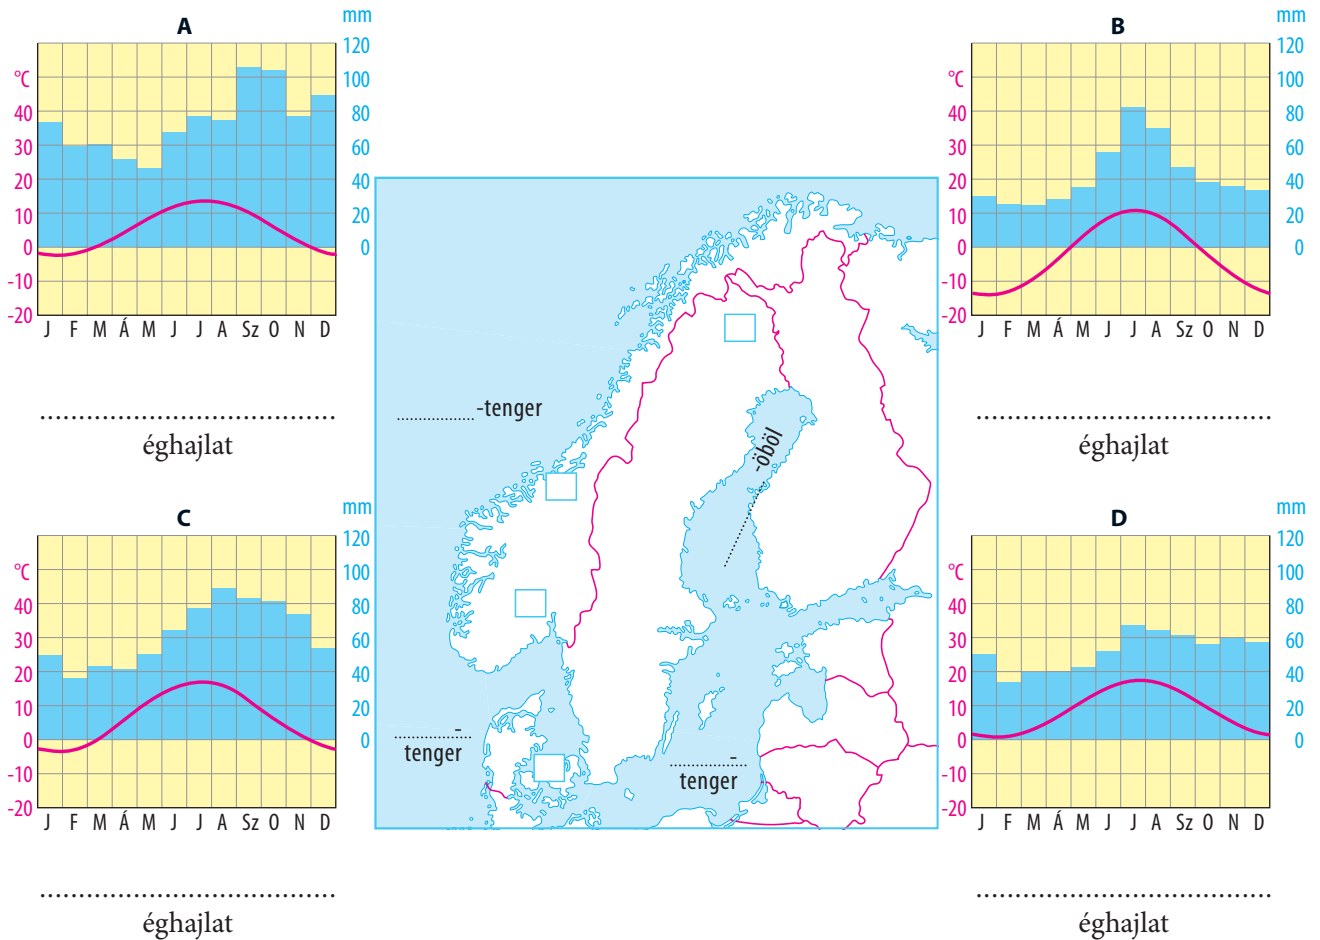 A
mm
120
100
80
60
40
20
0
°C
40
30
20
10
0
-10
-20
J F M Á M J J A Sz O N D
....................................
éghajlat
B
mm
120
100
80
60
40
20
0
°C
40
30
20
10
0
-10
-20
J F M Á M J J A Sz O N D
....................................
éghajlat
..............-tenger
..............-öböl
..............-
tenger
..............-
tenger
C
mm
120
100
80
60
40
20
0
°C
40
30
20
10
0
-10
-20
J F M Á M J J A Sz O N D
....................................
éghajlat
D
mm
120
100
80
60
40
20
0
°C
40
30
20
10
0
-10
-20
J F M Á M J J A Sz O N D
....................................
éghajlat